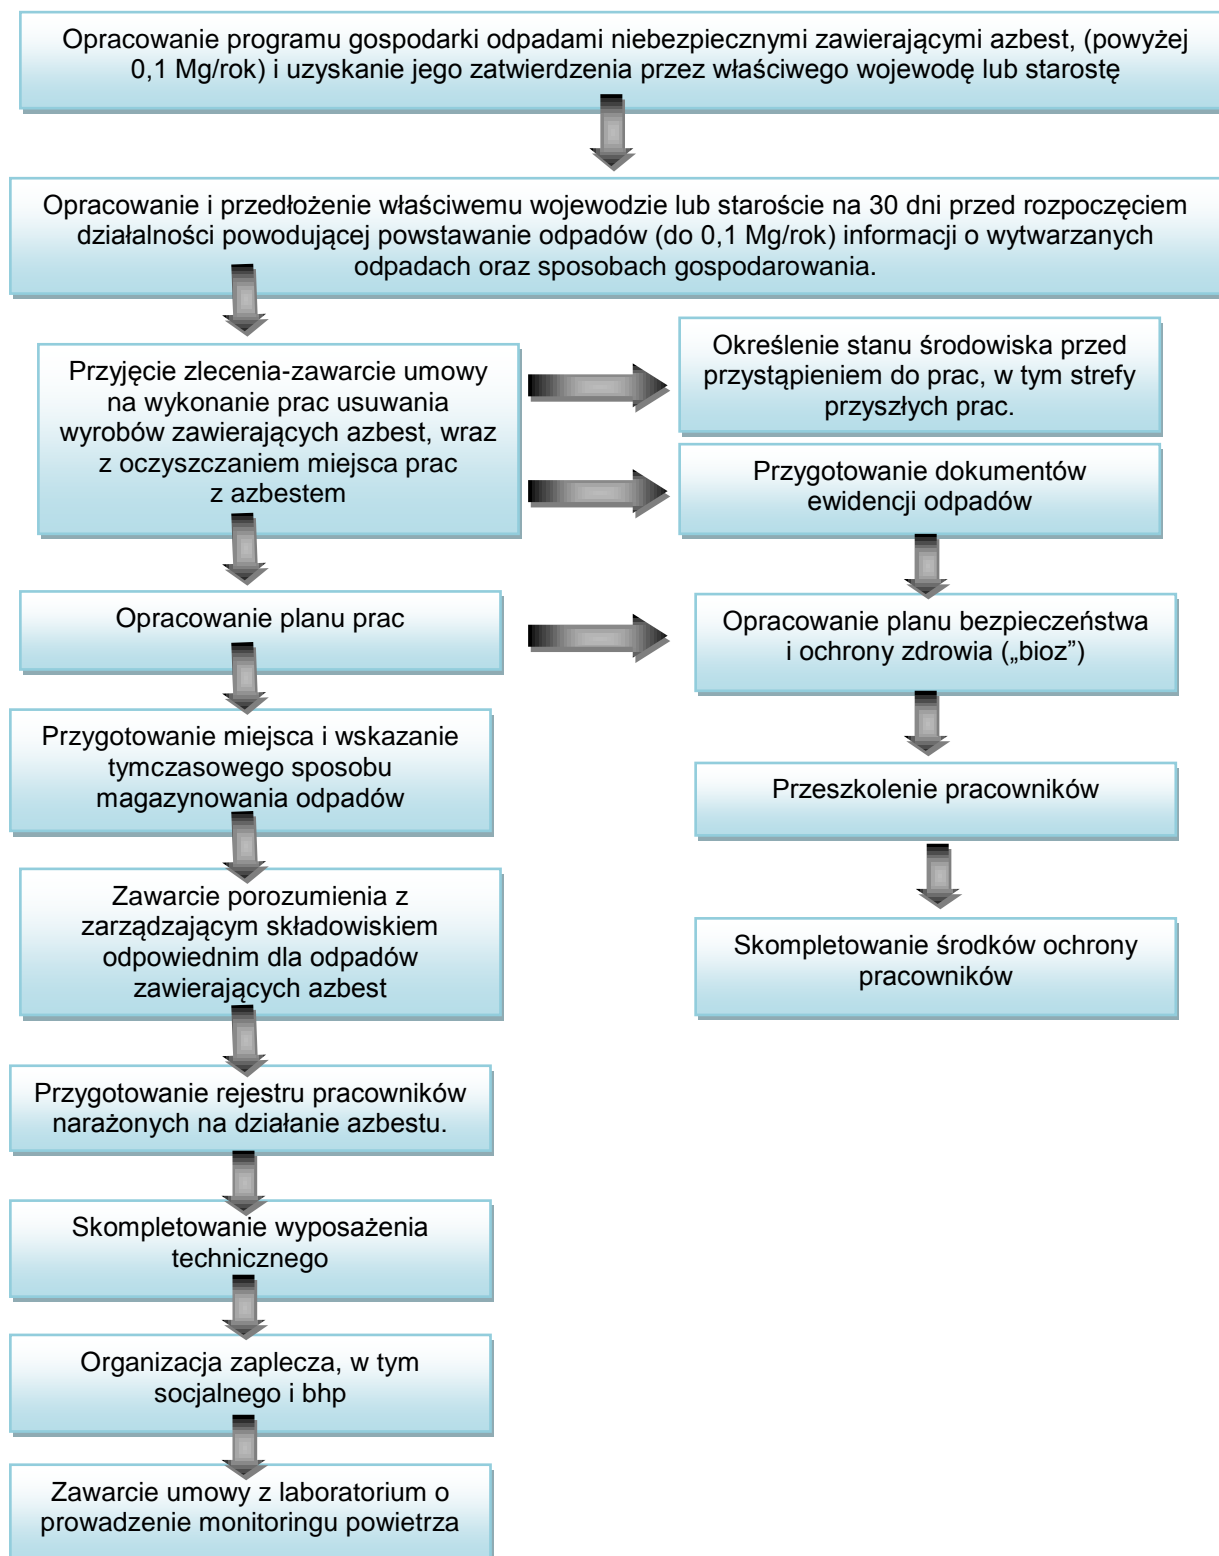 Opracowanie programu gospodarki odpadami niebezpiecznymi zawierającymi azbest, (powyżej
0,1 Mg/rok) i uzyskanie jego zatwierdzenia przez właściwego wojewodę lub starostę
Opracowanie i przedłożenie właściwemu wojewodzie lub staroście na 30 dni przed rozpoczęciem
działalności powodującej powstawanie odpadów (do 0,1 Mg/rok) informacji o wytwarzanych
odpadach oraz sposobach gospodarowania.
Przyjęcie zlecenia-zawarcie umowy
na wykonanie prac usuwania
wyrobów zawierających azbest, wraz
z oczyszczaniem miejsca prac
z azbestem
Określenie stanu środowiska przed
przystąpieniem do prac, w tym strefy
przyszłych prac.
Przygotowanie dokumentów
ewidencji odpadów
Opracowanie planu prac
Opracowanie planu bezpieczeństwa
i ochrony zdrowia („bioz”)
Przygotowanie miejsca i wskazanie
tymczasowego sposobu
magazynowania odpadów
Przeszkolenie pracowników
Zawarcie porozumienia z
zarządzającym składowiskiem
odpowiednim dla odpadów
zawierających azbest
Skompletowanie środków ochrony
pracowników
Przygotowanie rejestru pracowników
narażonych na działanie azbestu.
Skompletowanie wyposażenia
technicznego
Organizacja zaplecza, w tym
socjalnego i bhp
Zawarcie umowy z laboratorium o
prowadzenie monitoringu powietrza